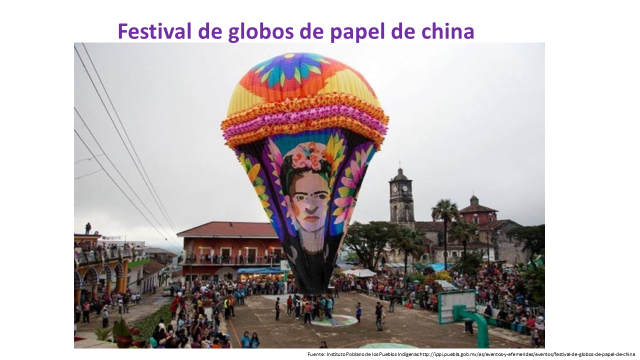 Festival de globos de papel de china
Fuente: Instituto Poblano de los Pueblos Indígenas http://ippi.puebla.gob.mx/es/eventos-y-efemerides/eventos/festival-de-globos-de-papel-de-china